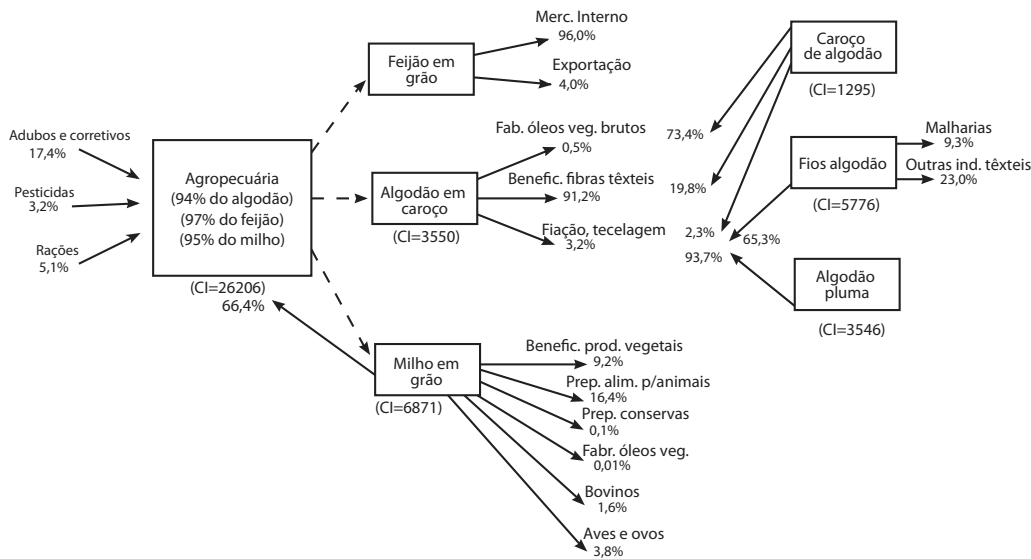 Adubos e corretivos
17,4%
Pesticidas
3,2%
Rações
5,1%
Agropecuária
(94% do algodão)
(97% do feijão)
(95% do milho)
(CI=26206)
66,4%
Feijão em
grão
Merc. Interno
96,0%
Exportação
4,0%
Algodão em
caroço
(CI=3550)
Fab. óleos veg. brutos
0,5%
Benefic. fibras têxteis
91,2%
Fiação, tecelagem
3,2%
Milho em
grão
(CI=6871)
Benefic. prod. vegetais
9,2%
Prep. alim. p/animais
16,4%
Prep. conservas
0,1%
Fabr. óleos veg.
0,01%
Bovinos
1,6%
Aves e ovos
3,8%
Caroço
de algodão
(CI=1295)
73,4%
19,8%
2,3%
65,3%
93,7%
Fios algodão
(CI=5776)
Malharias
9,3%
Outras ind. têxteis
23,0%
Algodão
pluma
(CI=3546)